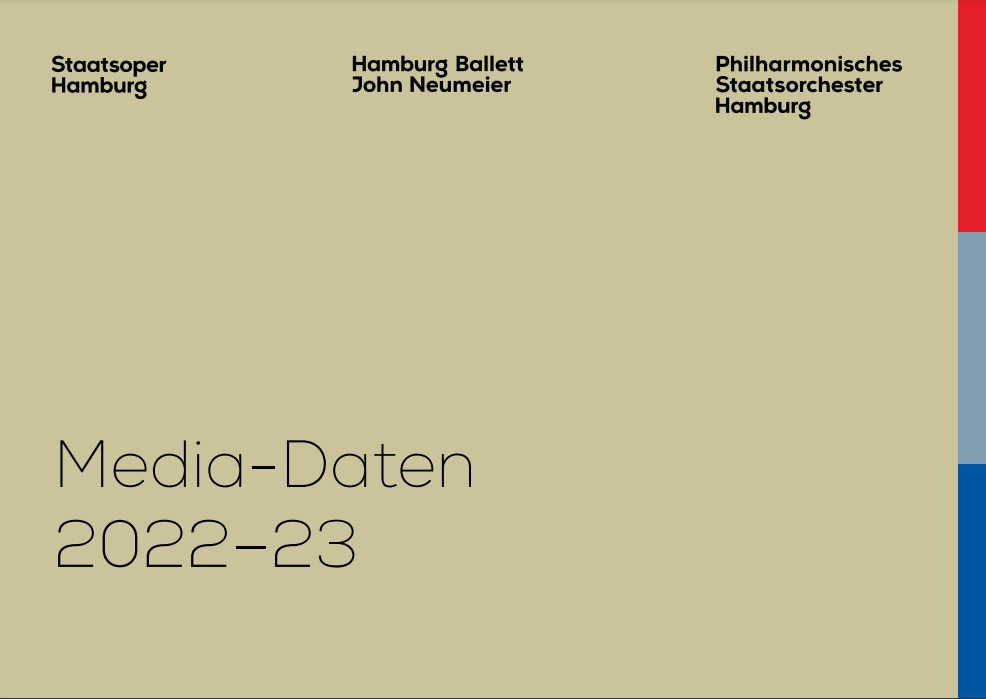 Staatsoper
Hamburg
Hamburg Ballett
John Neumeier
Philharmonisches
Staatsorchester
Hamburg
Media-Daten
2022-23